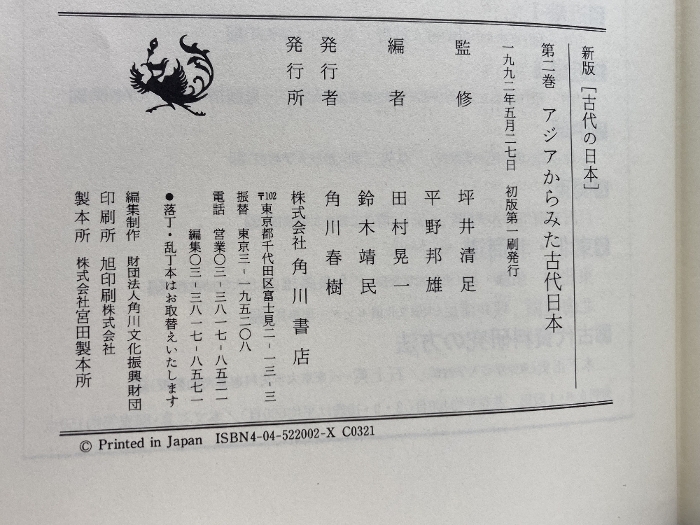 新版 [古代の日本]
第二巻 アジアからみた古代日本
一九九二年五月二七日 初版第一刷発行
監修 坪井清足
平野邦雄
編者 田村晃一
鈴木靖民
発行者 角川春樹
発行所 株式会社 角川書店
〒102 東京都千代田区富士見二-一三-三
振替 東京三-一九五二〇八
電話 営業〇三-三八一七-八五二一
編集〇三-三八一七-八五七一
●落丁・乱丁本はお取替えいたします
編集制作 財団法人角川文化振興財団
印刷所 旭印刷株式会社
製本所 株式会社宮田製本所
© Printed in Japan ISBN4-04-522002-X C0321